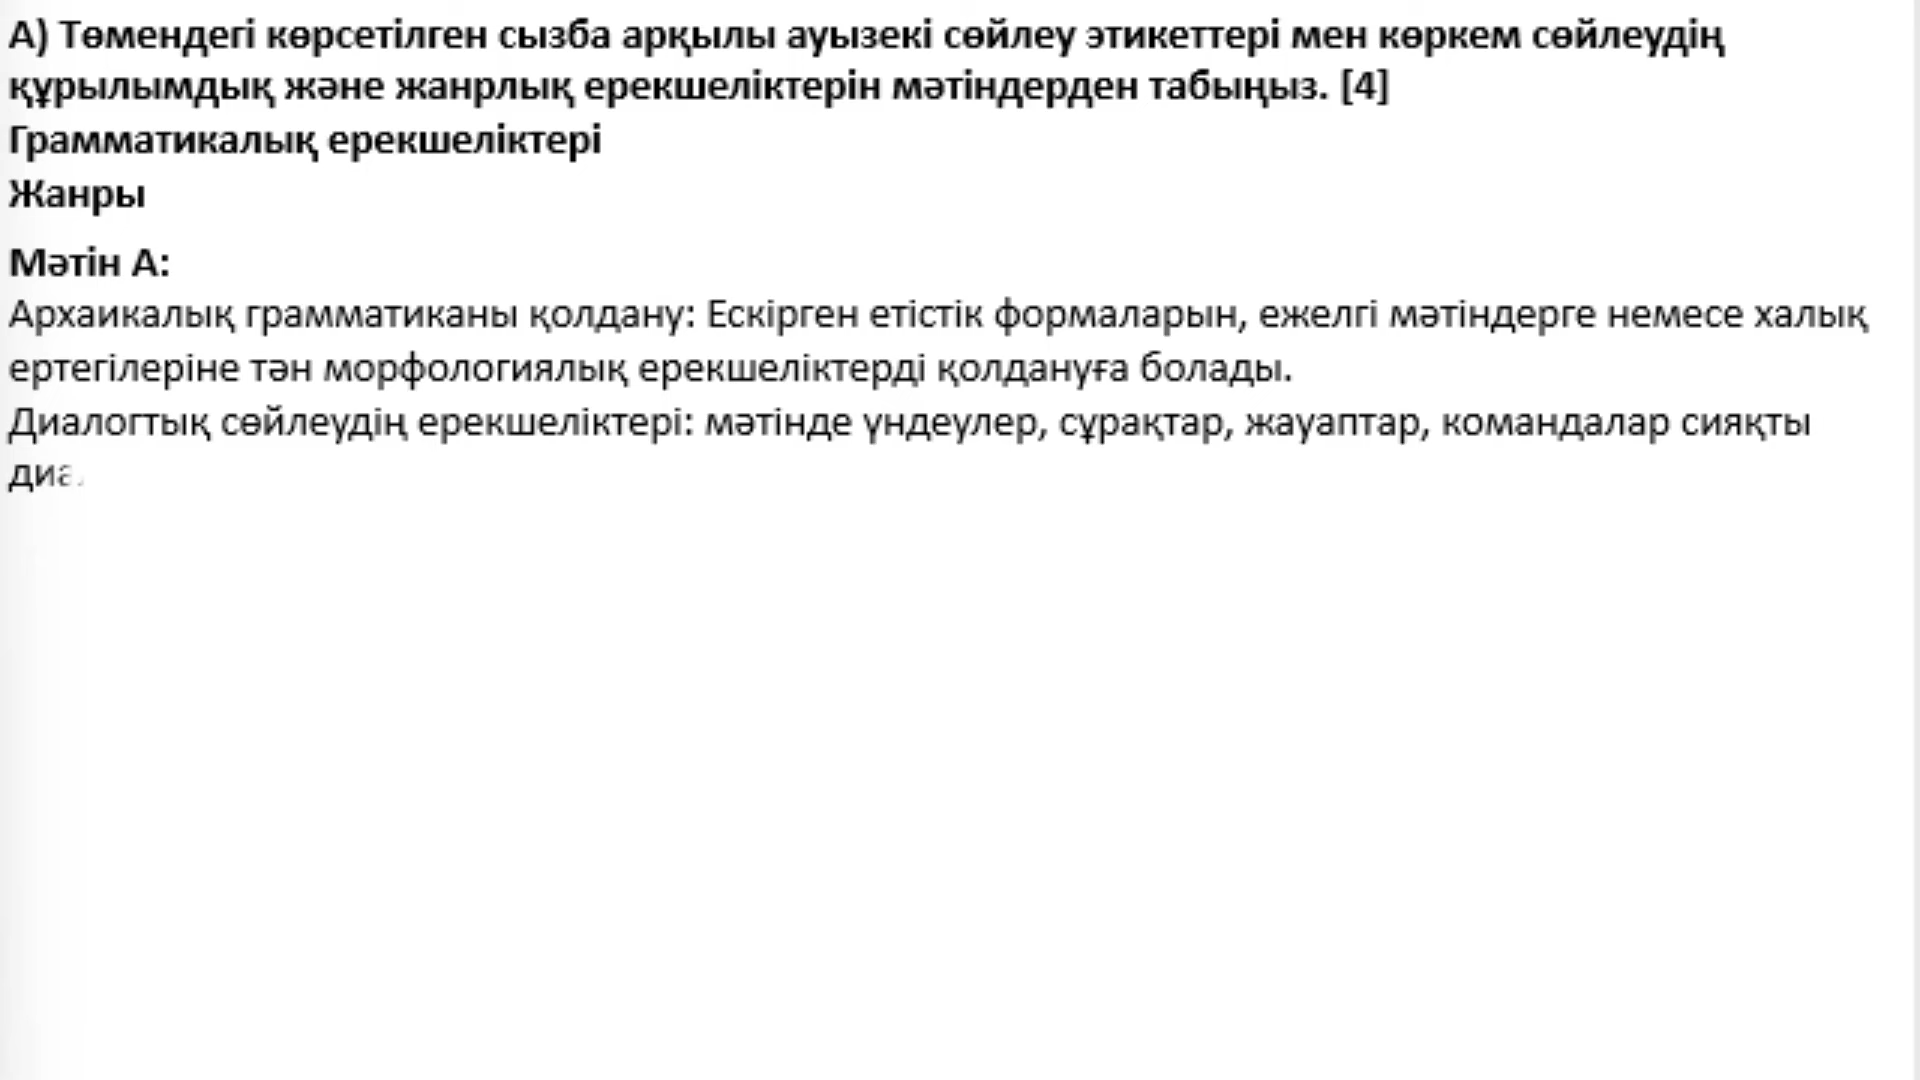 А) Төмендегі көрсетілген сызба арқылы ауызекі сөйлеу этикеттері мен көркем сөйлеудің
құрылымдық және жанрлық ерекшеліктерін мәтіндерден табыңыз. [4]
Грамматикалық ерекшеліктері
Жанры
Мәтін А:
Архаикалық грамматиканы қолдану: Ескірген етістік формаларын, ежелгі мәтіндерге немесе халық
ертегілеріне тән морфологиялық ерекшеліктерді қолдануға болады.
Диалогтық сөйлеудің ерекшеліктері: мәтінде үндеулер, сұрақтар, жауаптар, командалар сияқты